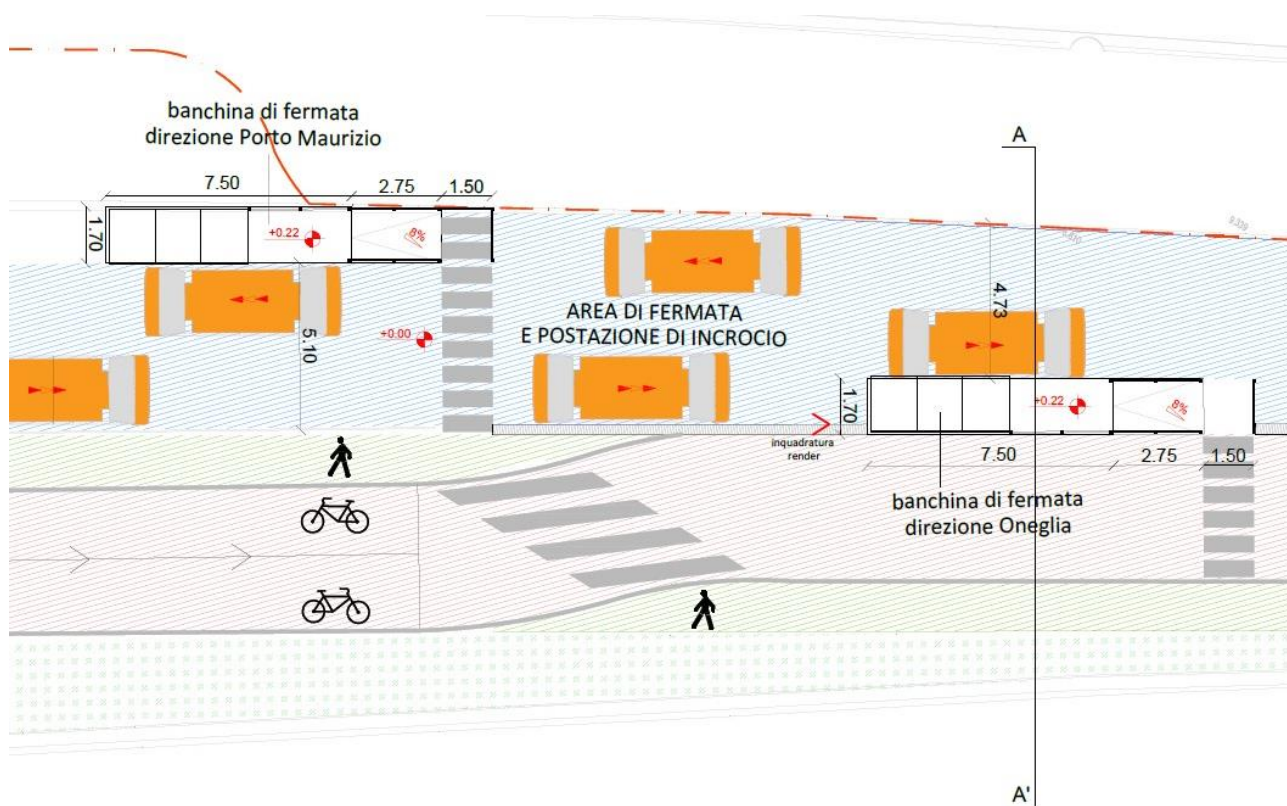 banchina di fermata
direzione Porto Maurizio
A
7.50
2.75
1.50
1.70
+0.22
8%
9.339
4.73
AREA DI FERMATA
E POSTAZIONE DI INCROCIO
5.10
+0.00
1.70
+0.22
8%
inquadratura
render
7.50
2.75
1.50
banchina di fermata
direzione Oneglia
A'